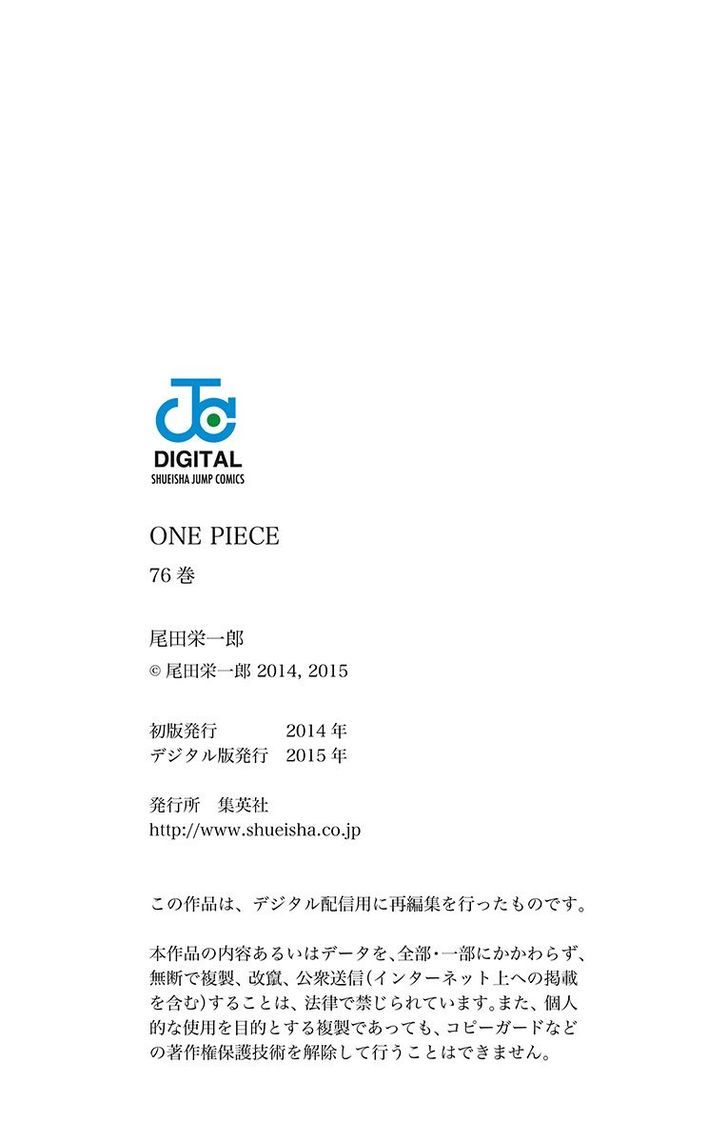 JC
DIGITAL
SHUEISHA JUMP COMICS
ONE PIECE
76 巻
尾田栄一郎
© 尾田栄一郎 2014, 2015
初版発行　　　　2014 年
デジタル版発行　2015 年
発行所　集英社
http://www.shueisha.co.jp
この作品は、デジタル配信用に再編集を行ったものです。
本作品の内容あるいはデータを、全部・一部にかかわらず、
無断で複製、改竄、公衆送信(インターネット上への掲載
を含む)することは、法律で禁じられています。また、個人
的な使用を目的とする複製であっても、コピーガードなど
の著作権保護技術を解除して行うことはできません。